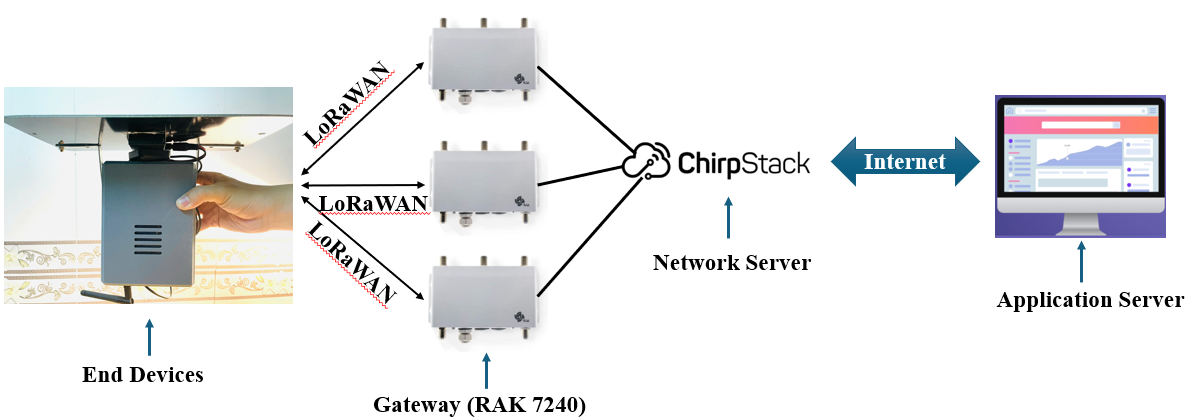 LoRaWAN
LoRaWAN
LoRaWAN
ChirpStack
Internet
Network Server
Application Server
End Devices
Gateway (RAK 7240)